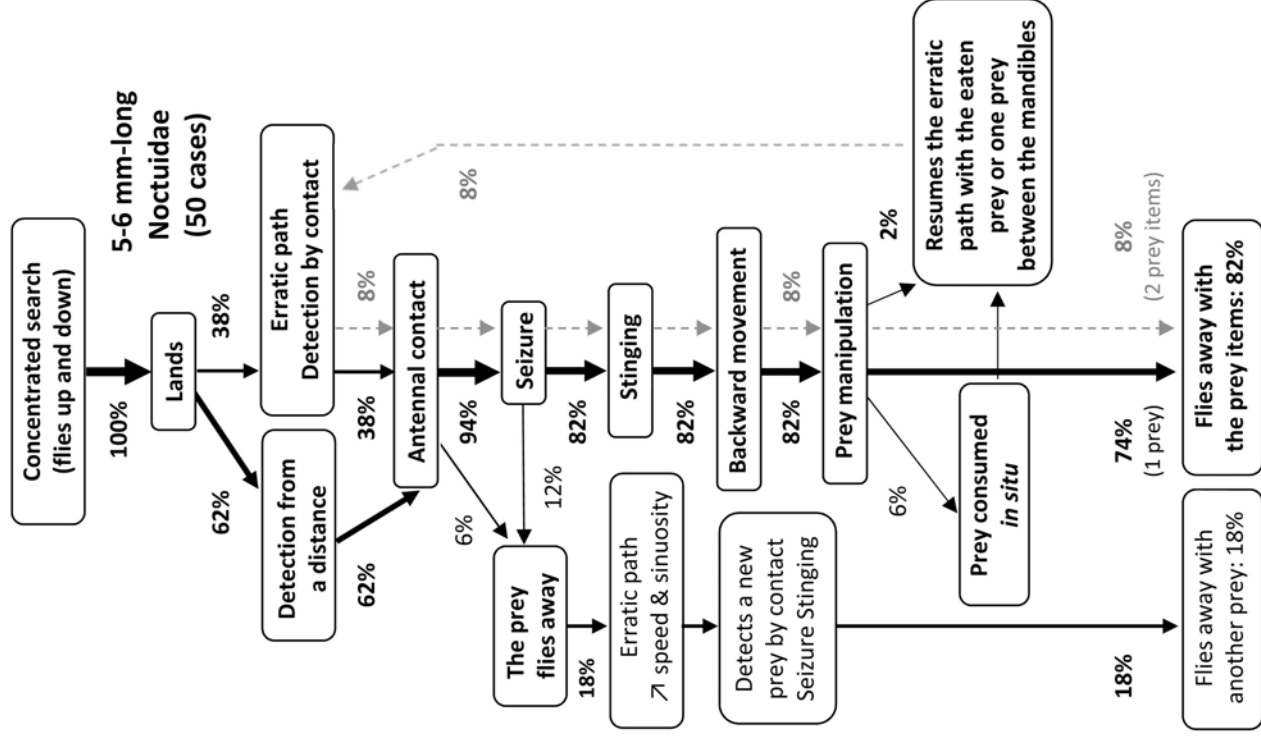 Concentrated search
(flies up and down)
5-6 mm-long
Noctuidae
(50 cases)
100%
Lands
62%
38%
Detection from
a distance
Erratic path
Detection by contact
62%
38%
8%
8%
Antennal contact
6%
94%
The prey
flies away
12%
Seizure
18%
82%
Erratic path
↗ speed & sinuosity
Stinging
82%
Detects a new
prey by contact
Seizure Stinging
Backward movement
82%
8%
Prey manipulation
6%
2%
Prey consumed
in situ
Resumes the erratic
path with the eaten
prey or one prey
between the mandibles
18%
74%
(1 prey)
8%
(2 prey items)
Flies away with
another prey: 18%
Flies away with
the prey items: 82%